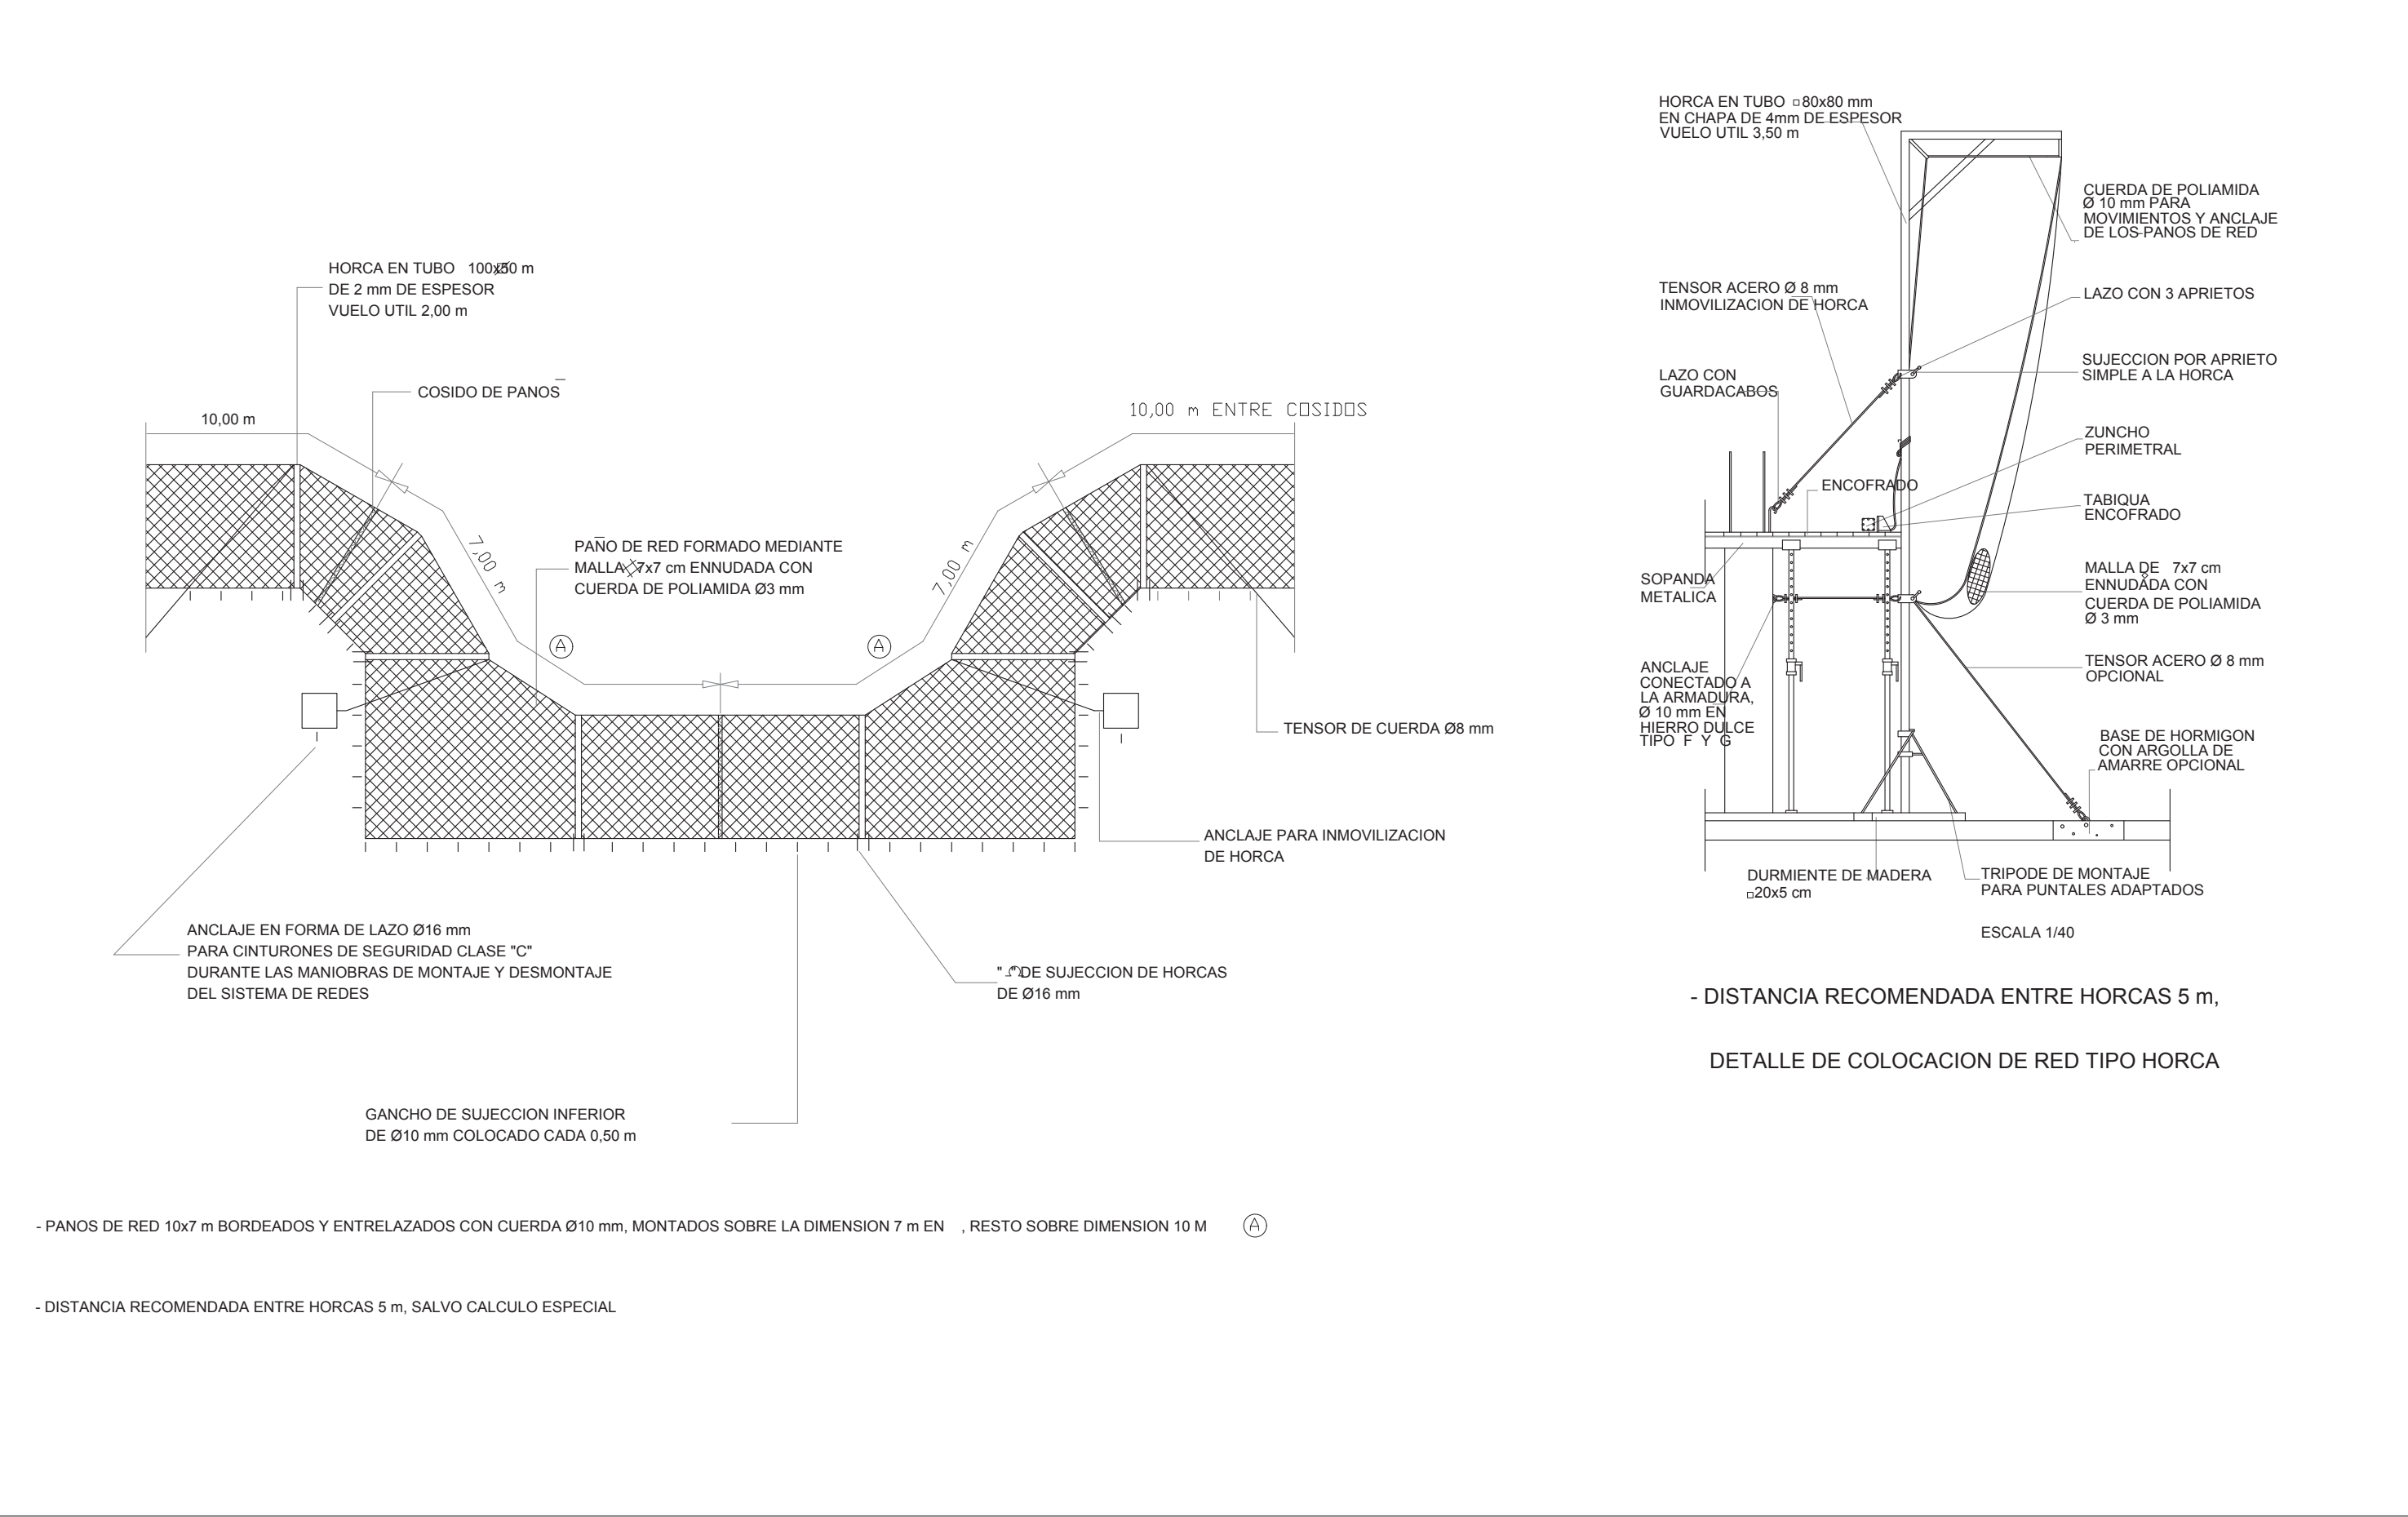 HORCA EN TUBO 100x50 m
DE 2 mm DE ESPESOR
VUELO UTIL 2,00 m
COSIDO DE PANOS
10,00 m
10,00 m ENTRE COSIDOS
7,00 m
7,00 m
PAÑO DE RED FORMADO MEDIANTE
MALLA 7x7 cm ENNUDADA CON
CUERDA DE POLIAMIDA Ø3 mm
A
A
TENSOR DE CUERDA Ø8 mm
ANCLAJE PARA INMOVILIZACION
DE HORCA
ANCLAJE EN FORMA DE LAZO Ø16 mm
PARA CINTURONES DE SEGURIDAD CLASE "C"
DURANTE LAS MANIOBRAS DE MONTAJE Y DESMONTAJE
DEL SISTEMA DE REDES
" Ω" DE SUJECCION DE HORCAS
DE Ø16 mm
GANCHO DE SUJECCION INFERIOR
DE Ø10 mm COLOCADO CADA 0,50 m
- PANOS DE RED 10x7 m BORDEADOS Y ENTRELAZADOS CON CUERDA Ø10 mm, MONTADOS SOBRE LA DIMENSION 7 m EN , RESTO SOBRE DIMENSION 10 M A
- DISTANCIA RECOMENDADA ENTRE HORCAS 5 m, SALVO CALCULO ESPECIAL
HORCA EN TUBO □80x80 mm
EN CHAPA DE 4mm DE ESPESOR
VUELO UTIL 3,50 m
CUERDA DE POLIAMIDA
Ø 10 mm PARA
MOVIMIENTOS Y ANCLAJE
DE LOS PANOS DE RED
TENSOR ACERO Ø 8 mm
INMOVILIZACION DE HORCA
LAZO CON 3 APRIETOS
SUJECCION POR APRIETO
SIMPLE A LA HORCA
LAZO CON
GUARDACABOS
ZUNCHO
PERIMETRAL
ENCOFRADO
TABIQUA
ENCOFRADO
SOPANDA
METALICA
MALLA DE 7x7 cm
ENNUDADA CON
CUERDA DE POLIAMIDA
Ø 3 mm
ANCLAJE
CONECTADO A
LA ARMADURA,
Ø 10 mm EN
HIERRO DULCE
TIPO F Y G
TENSOR ACERO Ø 8 mm
OPCIONAL
BASE DE HORMIGON
CON ARGOLLA DE
AMARRE OPCIONAL
DURMIENTE DE MADERA
□20x5 cm
TRIPODE DE MONTAJE
PARA PUNTALES ADAPTADOS
ESCALA 1/40
- DISTANCIA RECOMENDADA ENTRE HORCAS 5 m,
DETALLE DE COLOCACION DE RED TIPO HORCA